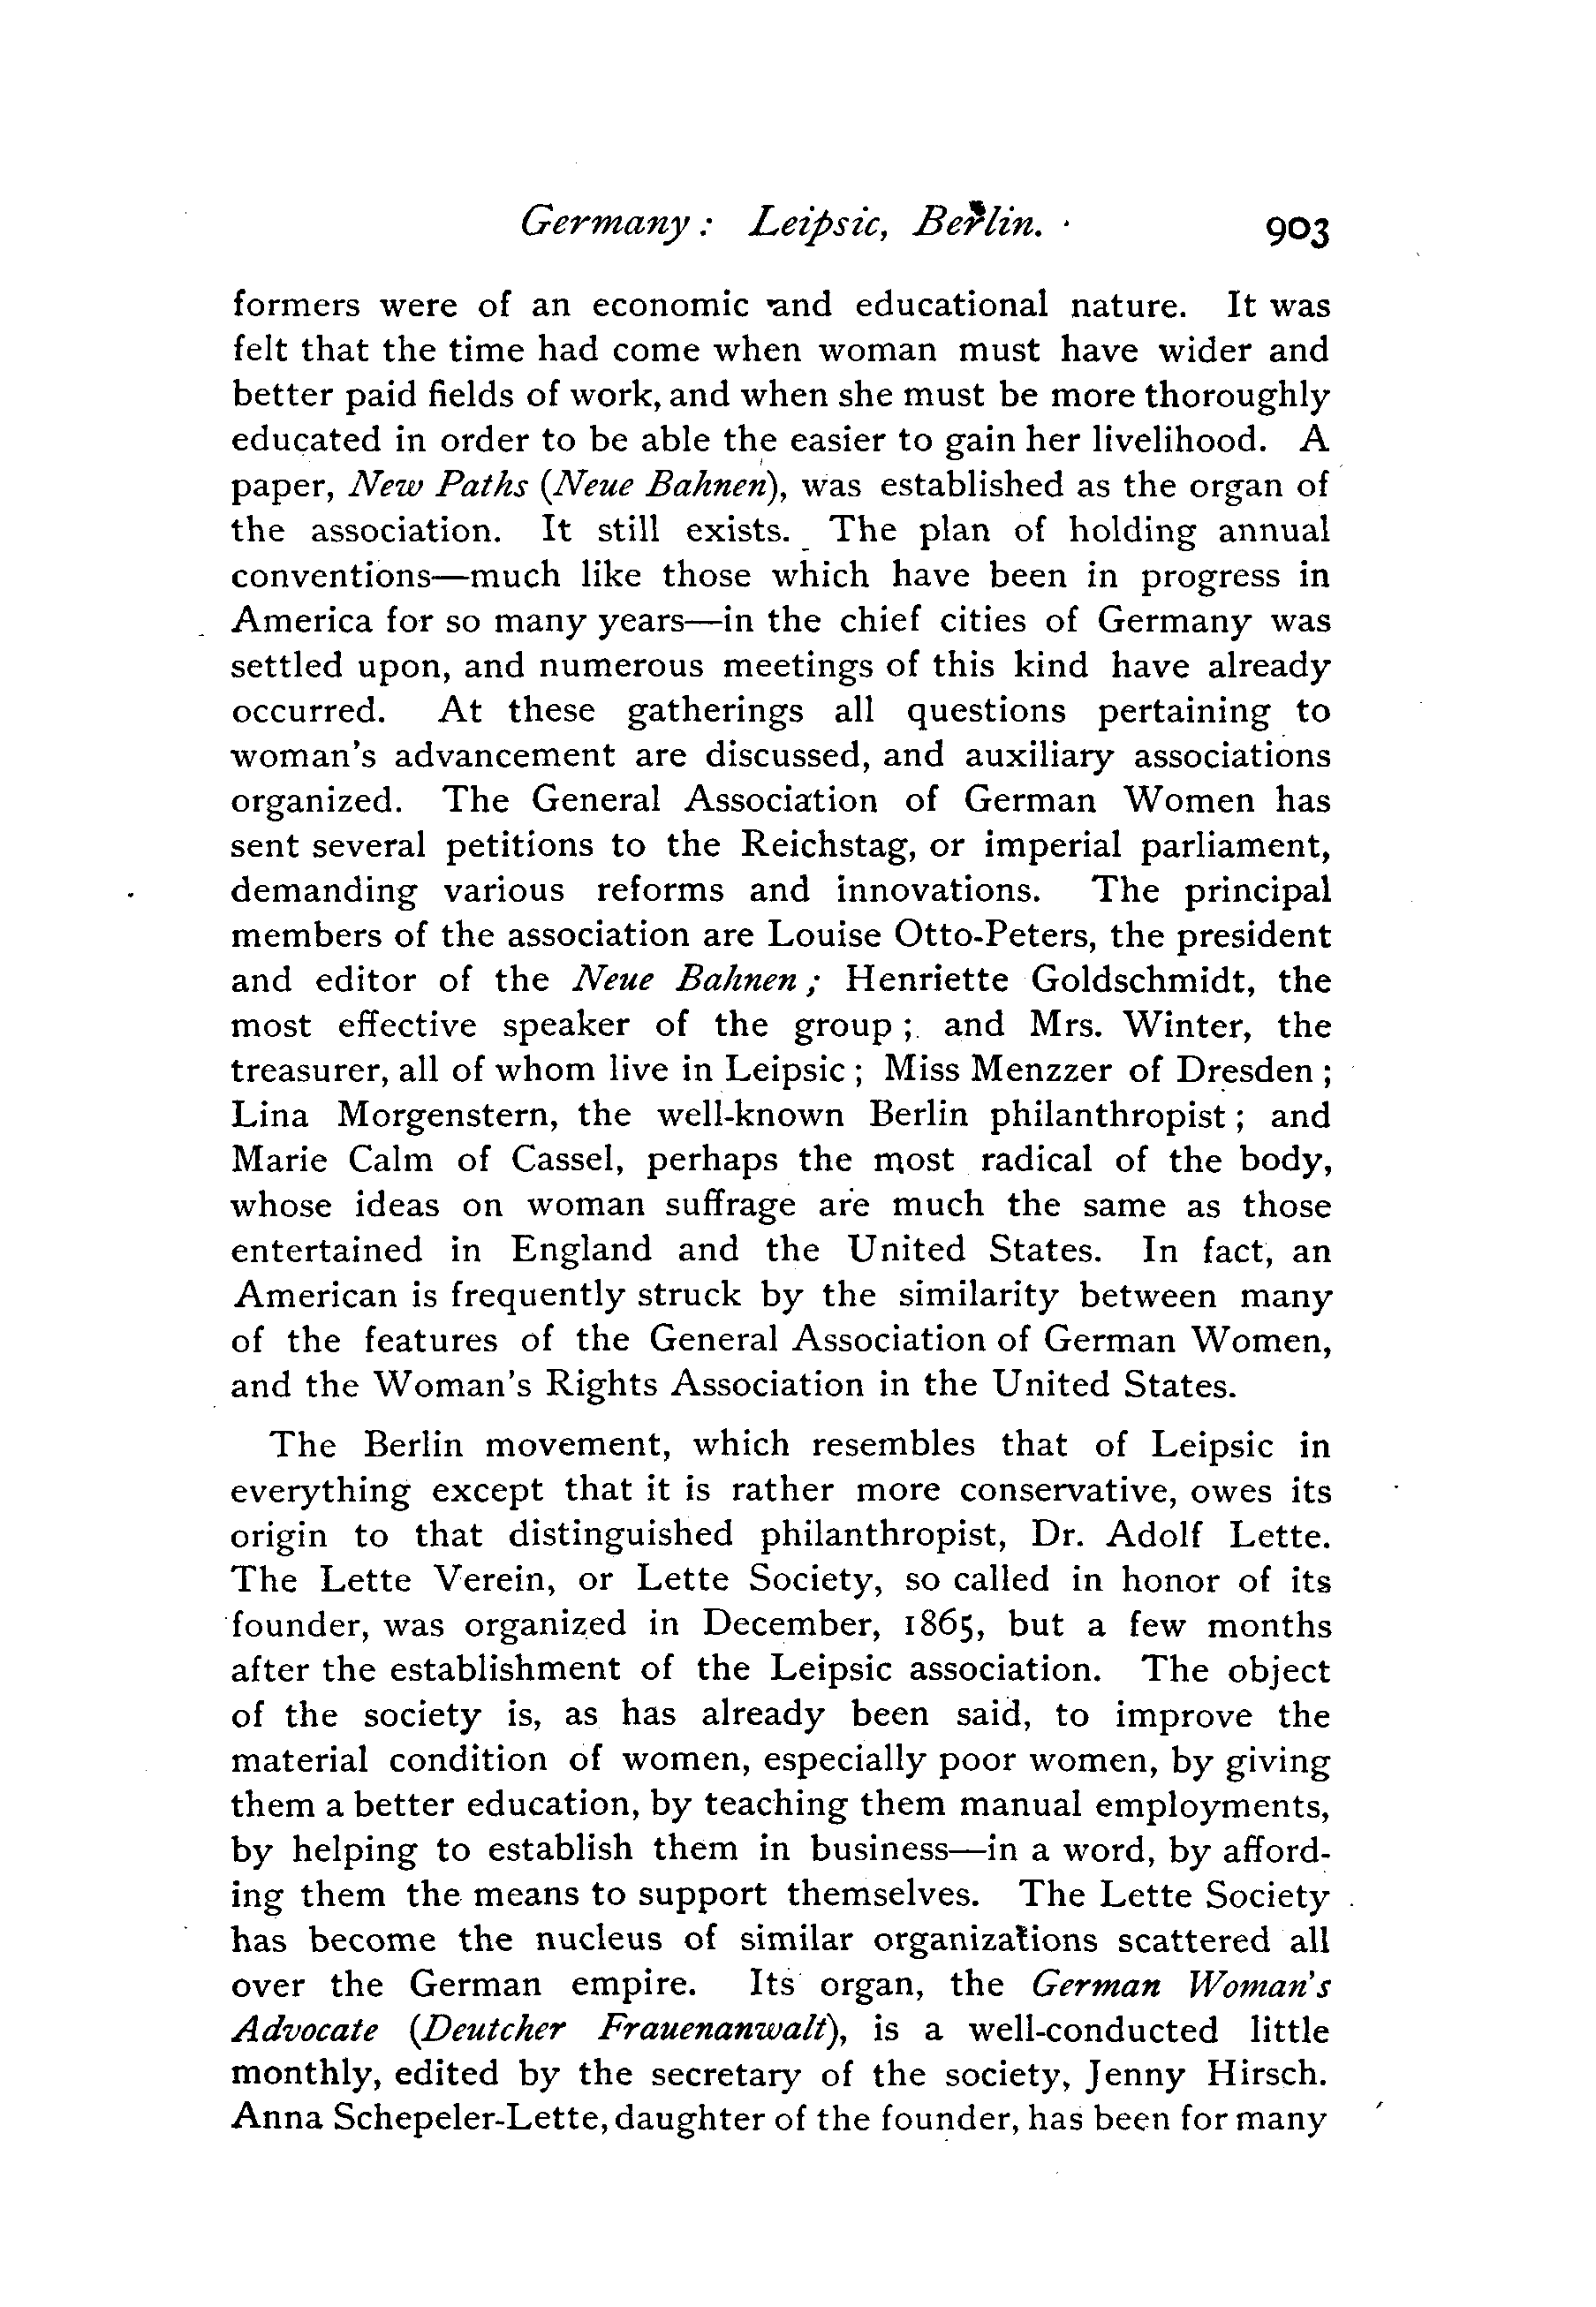 Germany: Leipsic, Berlin. 903
formers were of an economic and educational nature. It was
felt that the time had come when woman must have wider and
better paid fields of work, and when she must be more thoroughly
educated in order to be able the easier to gain her livelihood. A
paper, New Paths (Neue Bahnen), was established as the organ of
the association. It still exists. The plan of holding annual
conventions—much like those which have been in progress in
America for so many years—in the chief cities of Germany was
settled upon, and numerous meetings of this kind have already
occurred. At these gatherings all questions pertaining to
woman's advancement are discussed, and auxiliary associations
organized. The General Association of German Women has
sent several petitions to the Reichstag, or imperial parliament,
demanding various reforms and innovations. The principal
members of the association are Louise Otto-Peters, the president
and editor of the Neue Bahnen; Henriette Goldschmidt, the
most effective speaker of the group; and Mrs. Winter, the
treasurer, all of whom live in Leipsic; Miss Menzzer of Dresden;
Lina Morgenstern, the well-known Berlin philanthropist; and
Marie Calm of Cassel, perhaps the most radical of the body,
whose ideas on woman suffrage are much the same as those
entertained in England and the United States. In fact, an
American is frequently struck by the similarity between many
of the features of the General Association of German Women,
and the Woman's Rights Association in the United States.
The Berlin movement, which resembles that of Leipsic in
everything except that it is rather more conservative, owes its
origin to that distinguished philanthropist, Dr. Adolf Lette.
The Lette Verein, or Lette Society, so called in honor of its
founder, was organized in December, 1865, but a few months
after the establishment of the Leipsic association. The object
of the society is, as has already been said, to improve the
material condition of women, especially poor women, by giving
them a better education, by teaching them manual employments,
by helping to establish them in business—in a word, by afford-
ing them the means to support themselves. The Lette Society
has become the nucleus of similar organizations scattered all
over the German empire. Its organ, the German Woman's
Advocate (Deutcher Frauenanwalt), is a well-conducted little
monthly, edited by the secretary of the society, Jenny Hirsch.
Anna Schepeler-Lette, daughter of the founder, has been for many